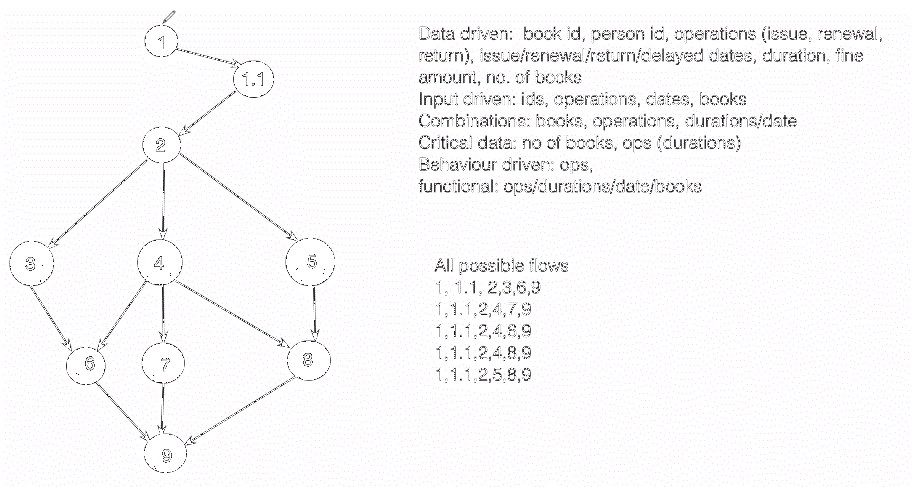 1
1.1
2
3
4
5
6
7
8
9
Data driven: book id, person id, operations (issue, renewal,
return), issue/renewal/return/delayed dates, duration, fine
amount, no. of books
Input driven: ids, operations, dates, books
Combinations: books, operations, durations/date
Critical data: no of books, ops (durations)
Behaviour driven: ops,
functional: ops/durations/date/books
All possible flows
1, 1.1, 2,3,6,9
1,1.1,2,4,7,9
1,1.1,2,4,6,9
1,1.1,2,4,8,9
1,1.1,2,5,8,9